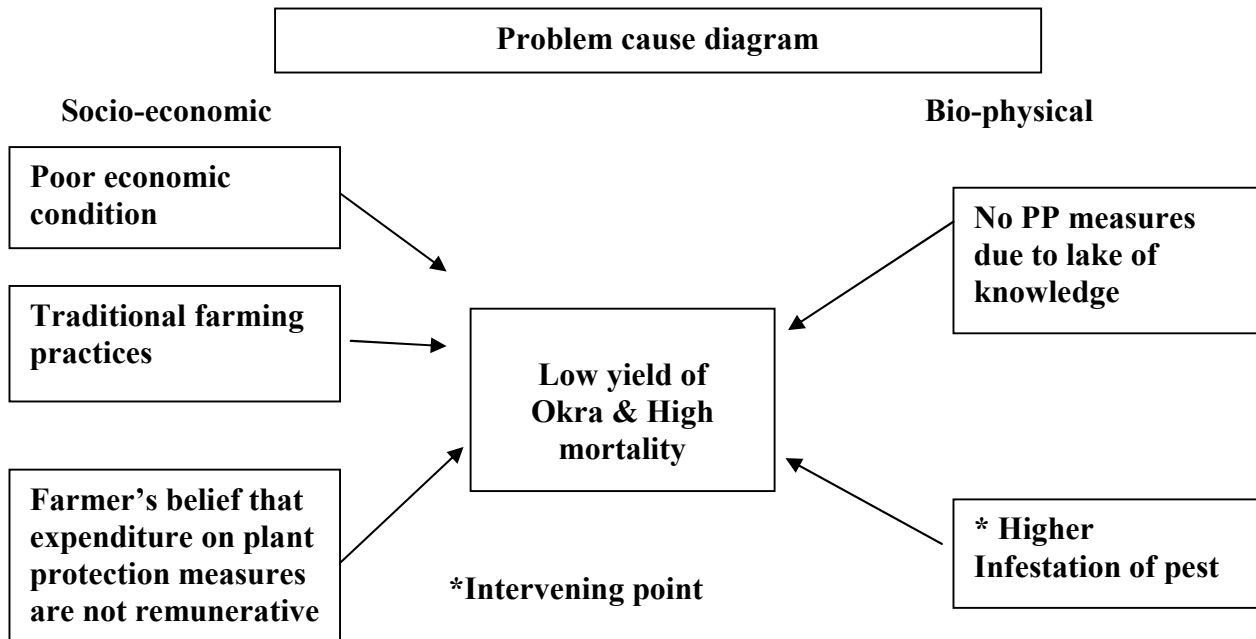 Problem cause diagram
Socio-economic
Bio-physical
Poor economic
condition
Traditional farming
practices
Farmer’s belief that
expenditure on plant
protection measures
are not remunerative
Low yield of
Okra & High
mortality
*Intervening point
No PP measures
due to lake of
knowledge
* Higher
Infestation of pest